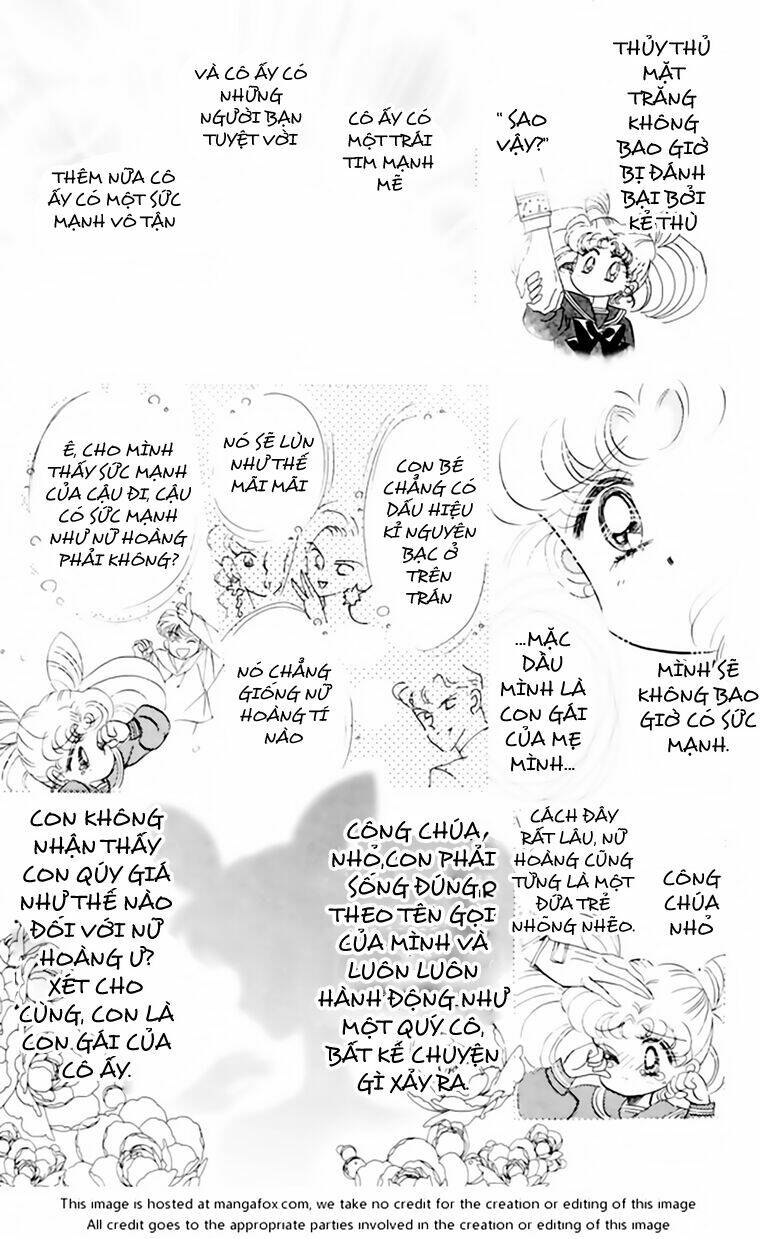 THỦY THỦ
MẶT
TRĂNG
KHÔNG
BAO GIỜ
BỊ ĐÁNH
BẠI BỞI
KẺ THÙ
" SAO
VẬY?"
CÔ ẤY CÓ
MỘT TRÁI
TIM MẠNH
MẼ
VÀ CÔ ẤY CÓ
NHỮNG
NGƯỜI BẠN
TUYỆT VỜI
THÊM NỮA CÔ
ẤY CÓ MỘT SỨC
MẠNH VÔ TẬN
MÌNH SẼ
KHÔNG BAO
GIỜ CÓ SỨC
MẠNH.
...MẶC
DẦU
MÌNH LÀ
CON GÁI
CỦA MẸ
MÌNH...
CON BÉ
CHẲNG CÓ
DẤU HIỆU
KỈ NGUYÊN
BẠC Ở
TRÊN
TRÁN
NÓ SẼ LÙN
NHƯ THẾ
MÃI MÃI
NÓ CHẲNG
GIỐNG NỮ
HOÀNG TÍ
NÀO
Ê, CHO MÌNH
THẤY SỨC MẠNH
CỦA CẬU ĐI, CẬU
CÓ SỨC MẠNH
NHƯ NỮ HOÀNG
PHẢI KHÔNG?
CÔNG
CHÚA
NHỎ
CÁCH ĐÂY
RẤT LÂU, NỮ
HOÀNG CŨNG
TỪNG LÀ MỘT
ĐỨA TRẺ
NHÕNG NHẼO.
CÔNG CHÚA
NHỎ, CON PHẢI
SỐNG ĐÚNG
THEO TÊN GỌI
CỦA MÌNH VÀ
LUÔN LUÔN
HÀNH ĐỘNG NHƯ
MỘT QUÝ CÔ,
BẤT KỂ CHUYỆN
GÌ XẢY RA.
CON KHÔNG
NHẬN THẤY
CON QÚY GIÁ
NHƯ THẾ NÀO
ĐỐI VỚI NỮ
HOÀNG Ư?
XÉT CHO
CÙNG, CON LÀ
CON GÁI CỦA
CÔ ẤY.
This image is hosted at mangafox.com, we take no credit for the creation or editing of this image
All credit goes to the appropriate parties involved in the creation or editing of this image